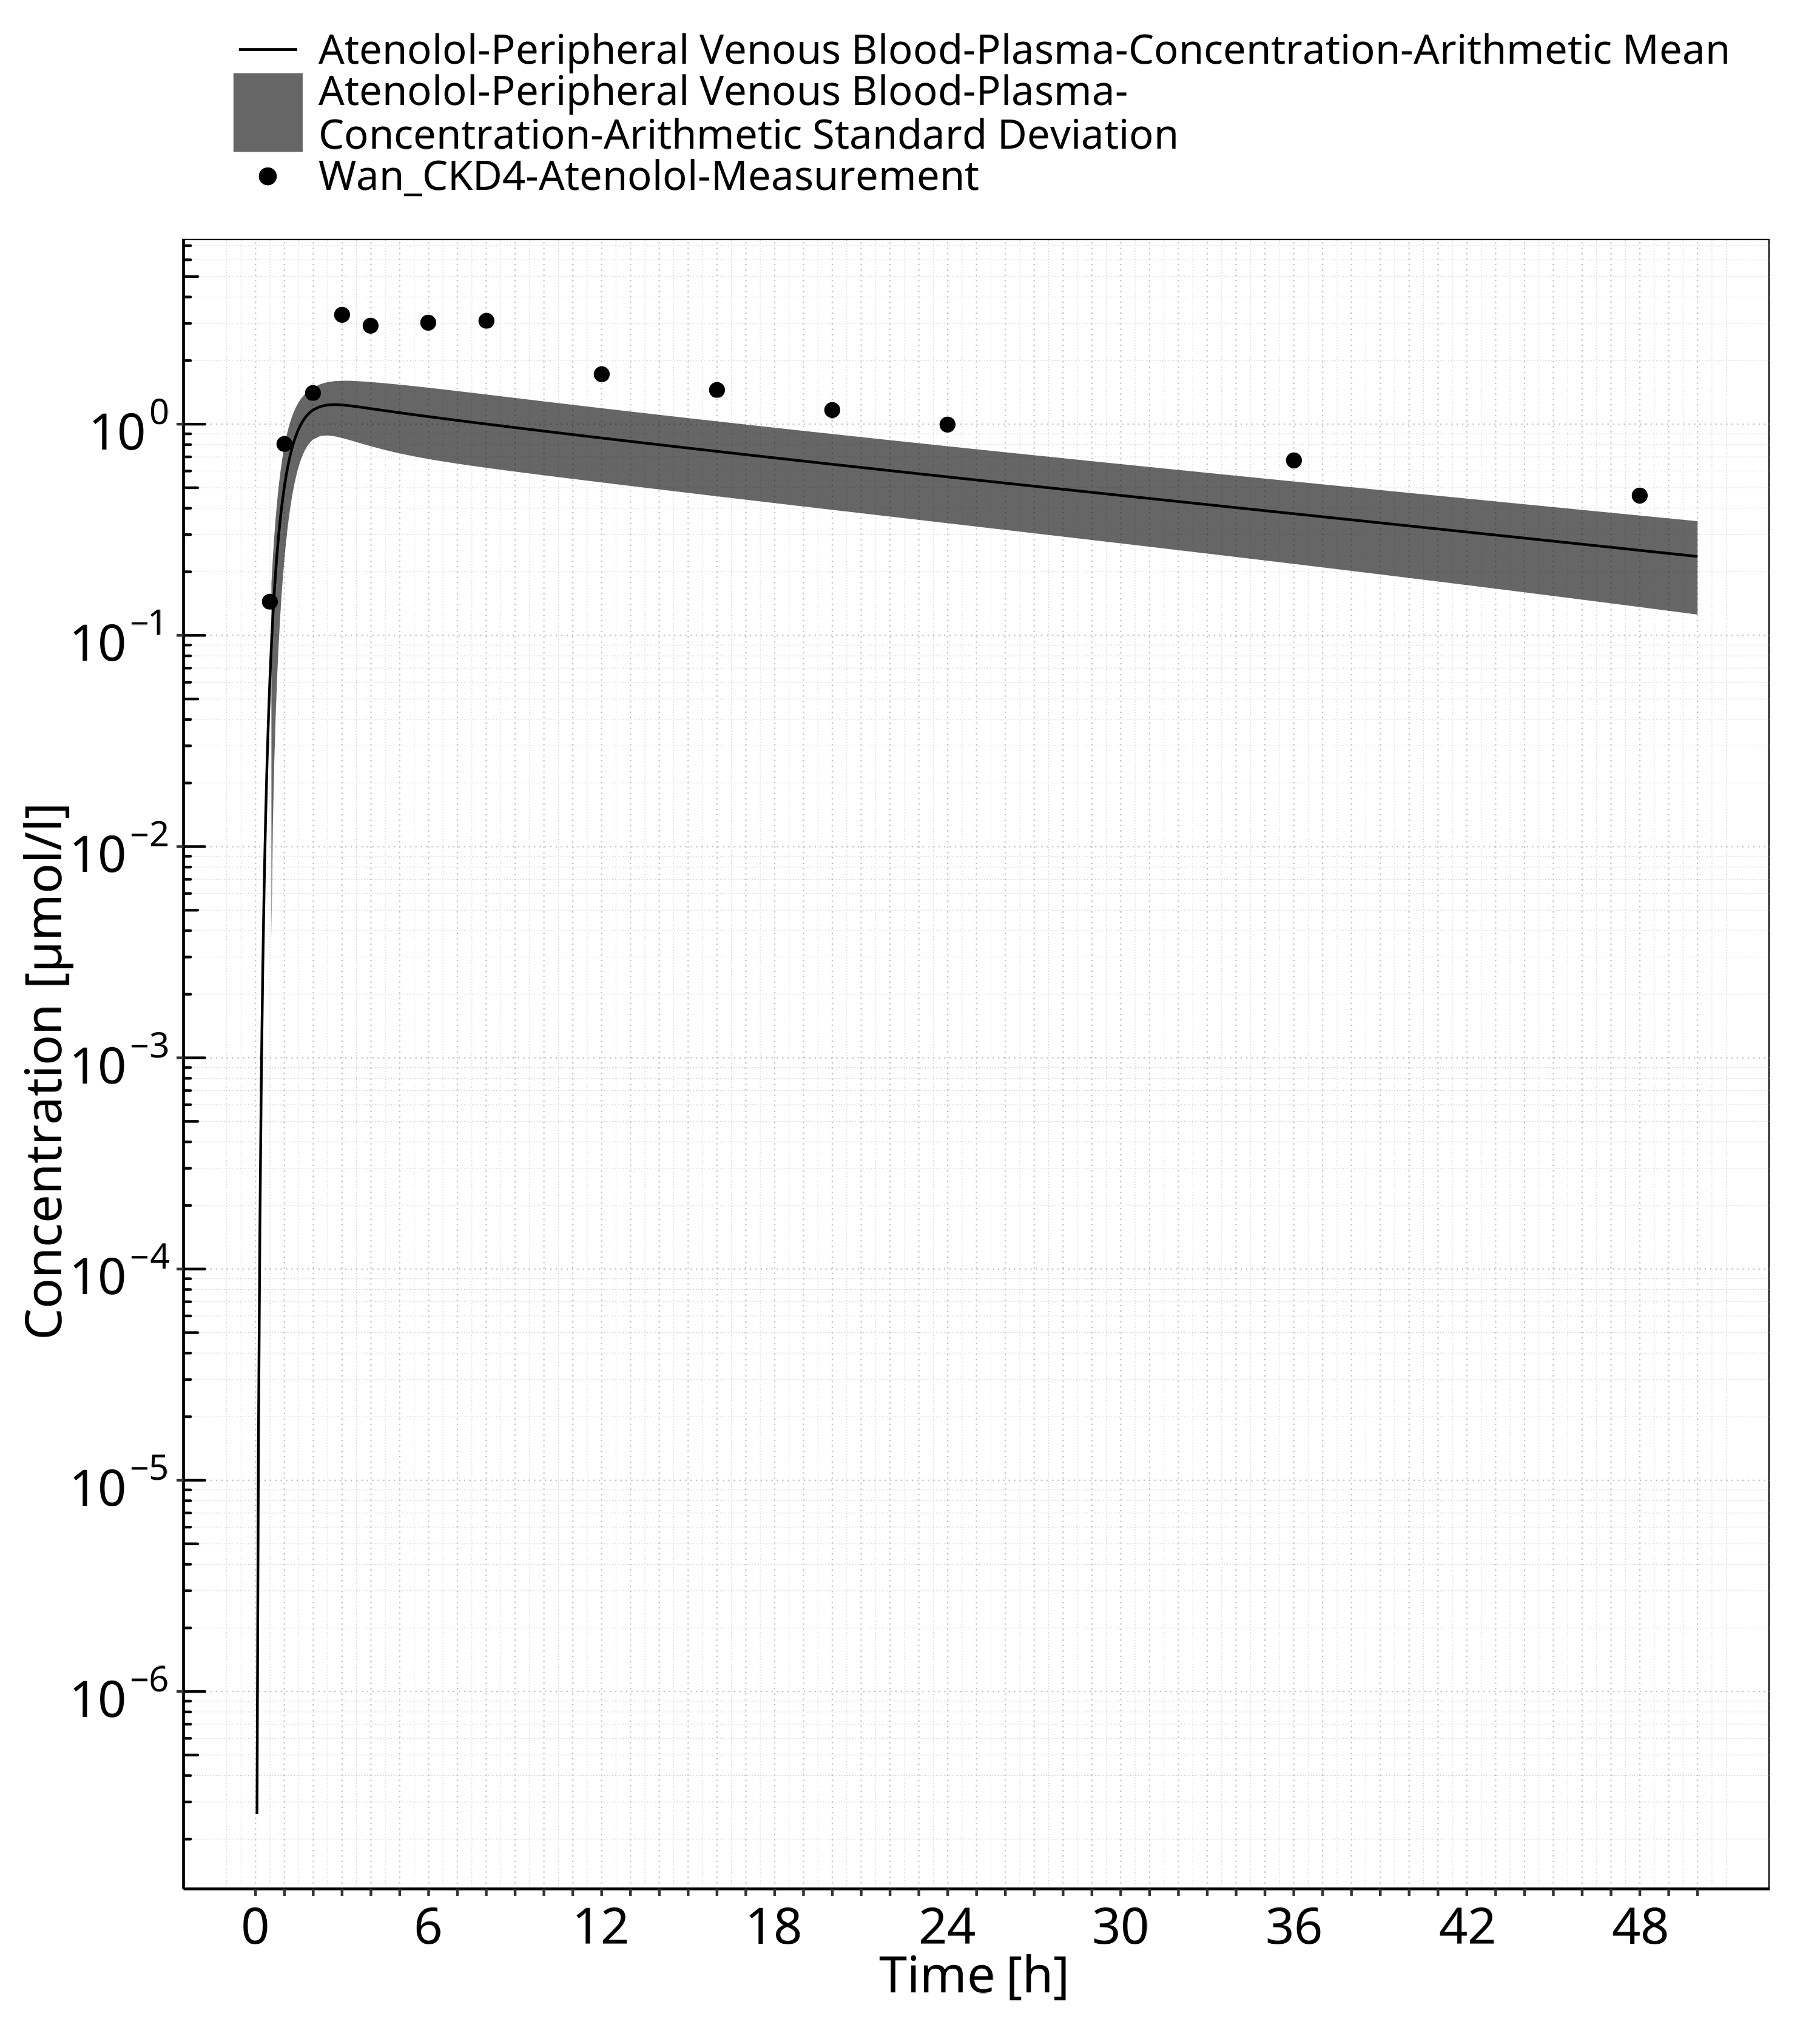 Atenolol-Peripheral Venous Blood-Plasma-Concentration-Arithmetic Mean
Atenolol-Peripheral Venous Blood-Plasma-
Concentration-Arithmetic Standard Deviation
Wan_CKD4-Atenolol-Measurement
10⁰
10⁻¹
10⁻²
10⁻³
10⁻⁴
10⁻⁵
10⁻⁶
Concentration [µmol/l]
0 6 12 18 24 30 36 42 48
Time [h]